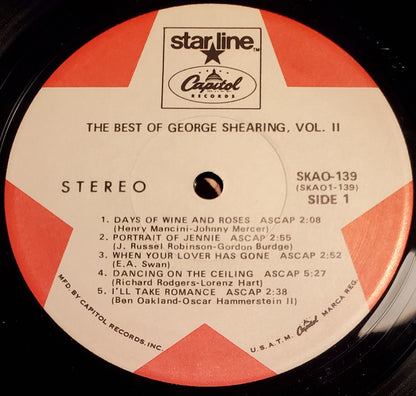 starline™
Capitol
RECORDS
THE BEST OF GEORGE SHEARING, VOL. II
STEREO
SKAO-139
(SKAO1-139)
SIDE 1
1. DAYS OF WINE AND ROSES ASCAP 2:08
(Henry Mancini-Johnny Mercer)
2. PORTRAIT OF JENNIE ASCAP 2:55
(J. Russel Robinson-Gordon Burdge)
3. WHEN YOUR LOVER HAS GONE ASCAP 2:52
(E.A. Swan)
4. DANCING ON THE CEILING ASCAP 5:27
(Richard Rodgers-Lorenz Hart)
5. I'LL TAKE ROMANCE ASCAP 2:38
(Ben Oakland-Oscar Hammerstein II)
MFD. BY CAPITOL RECORDS, INC.
U.S.A. T.M. Capitol MARCA REG.